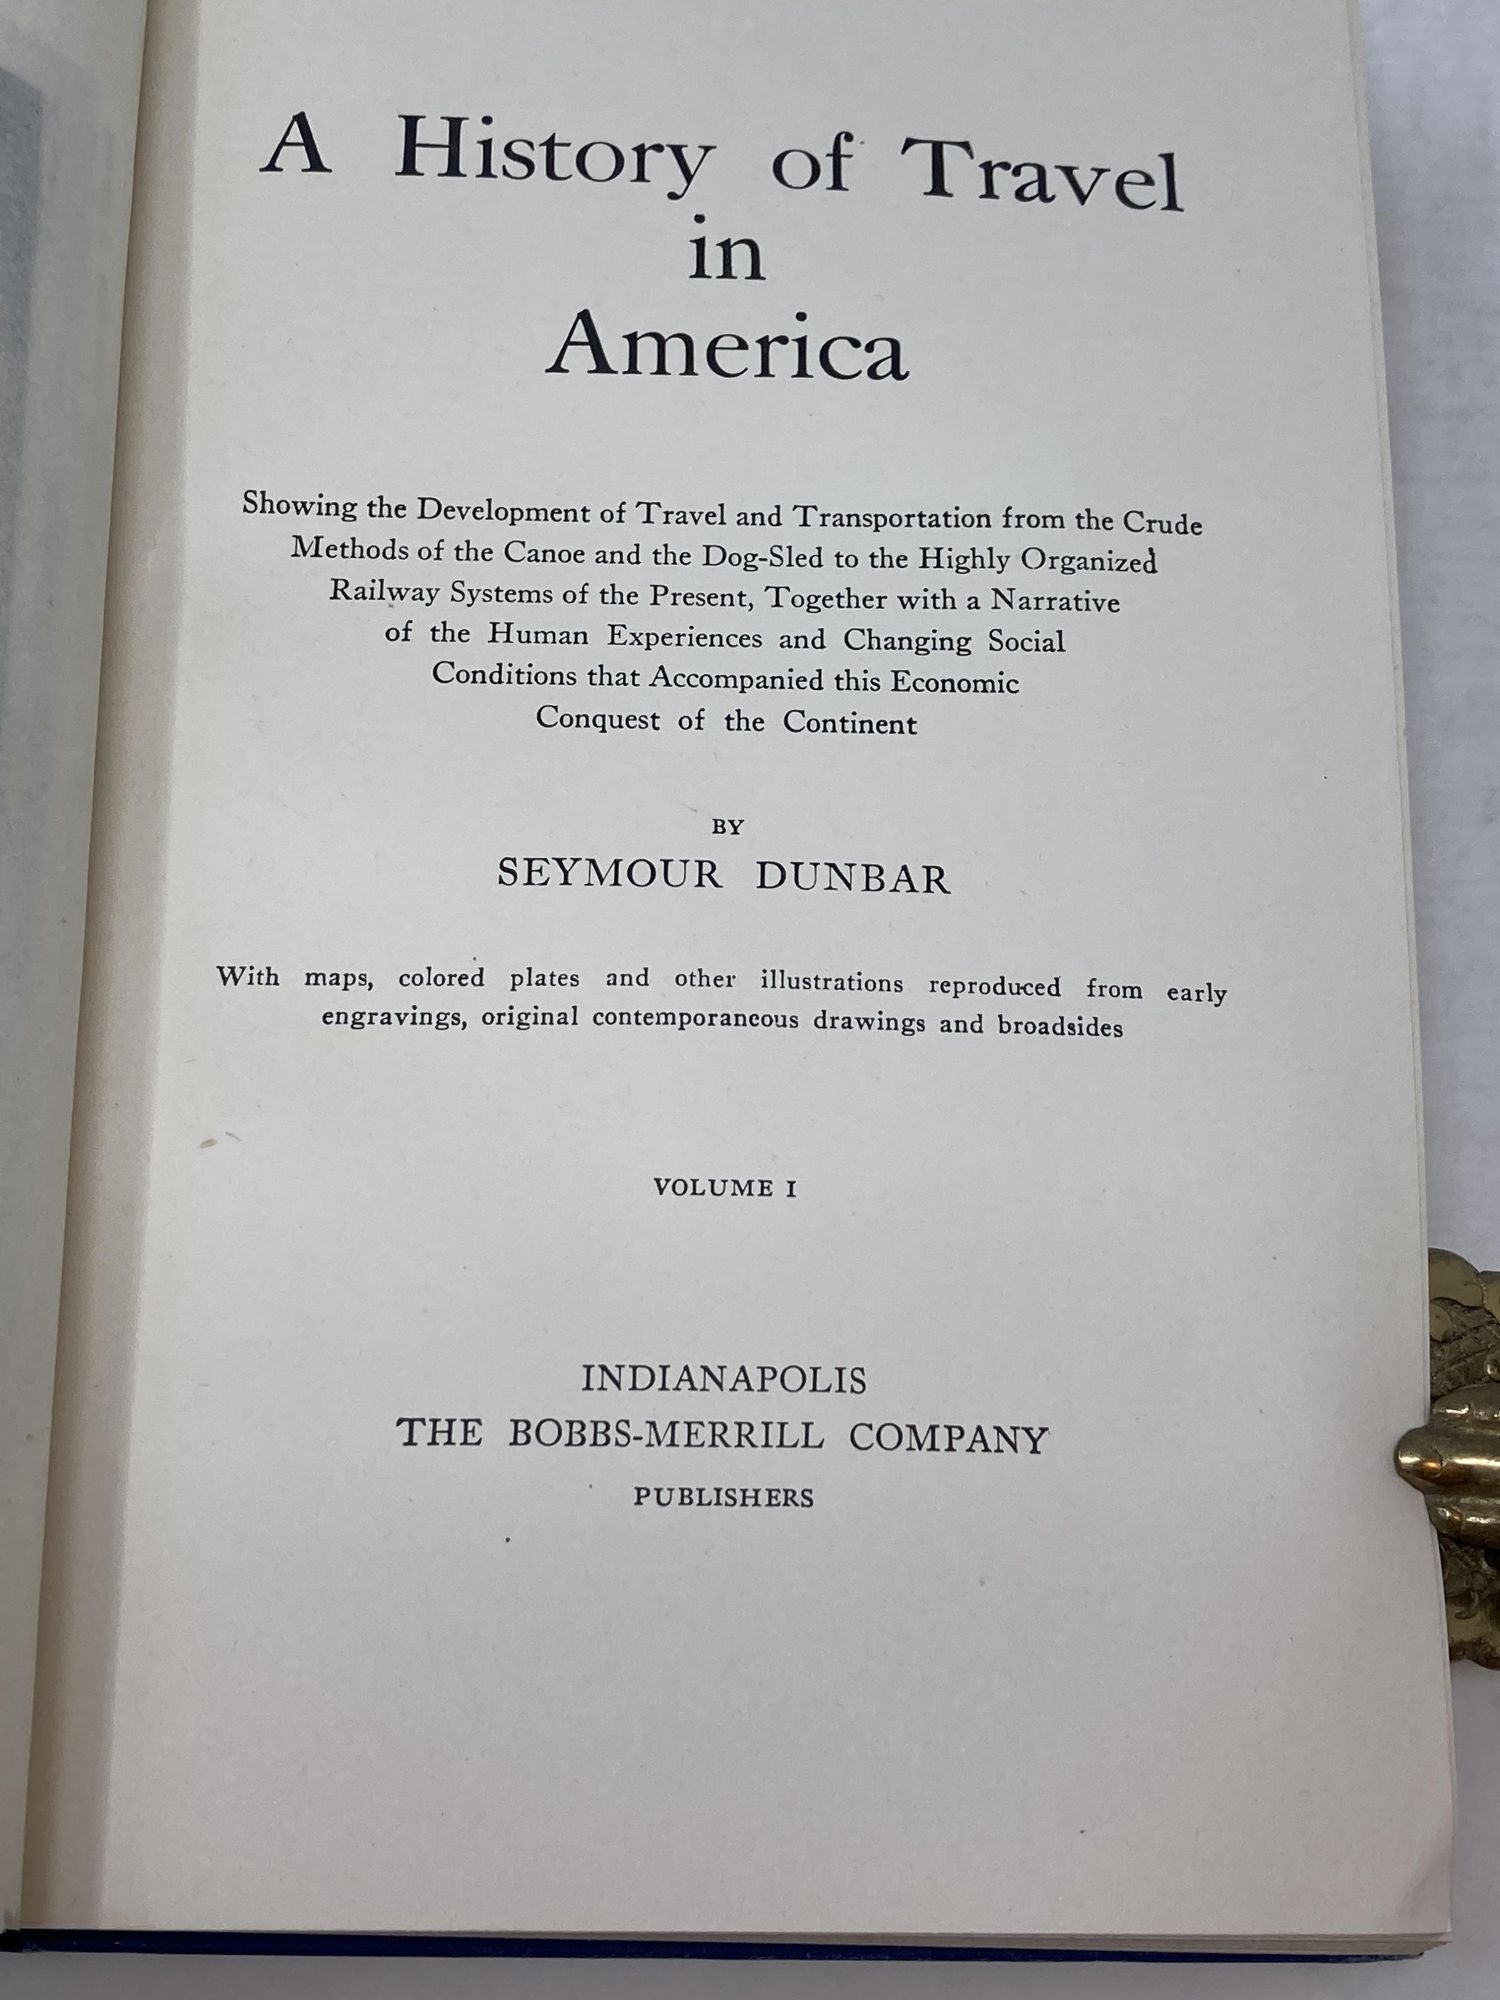 A History of Travel
in
America
Showing the Development of Travel and Transportation from the Crude
Methods of the Canoe and the Dog-Sled to the Highly Organized
Railway Systems of the Present, Together with a Narrative
of the Human Experiences and Changing Social
Conditions that Accompanied this Economic
Conquest of the Continent
BY
SEYMOUR DUNBAR
With maps, colored plates and other illustrations reproduced from early
engravings, original contemporaneous drawings and broadsides
VOLUME I
INDIANAPOLIS
THE BOBBS-MERRILL COMPANY
PUBLISHERS